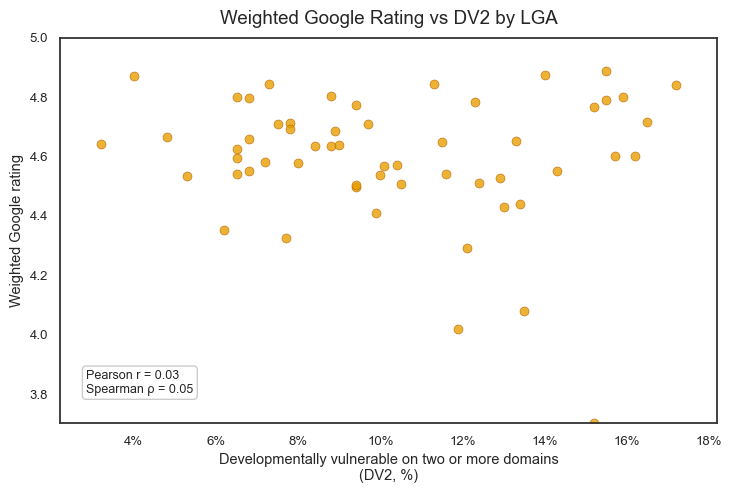 Weighted Google Rating vs DV2 by LGA
5.0
4.8
4.6
4.4
4.2
4.0
3.8
Weighted Google rating
Pearson r = 0.03
Spearman ρ = 0.05
4% 6% 8% 10% 12% 14% 16% 18%
Developmentally vulnerable on two or more domains
(DV2, %)